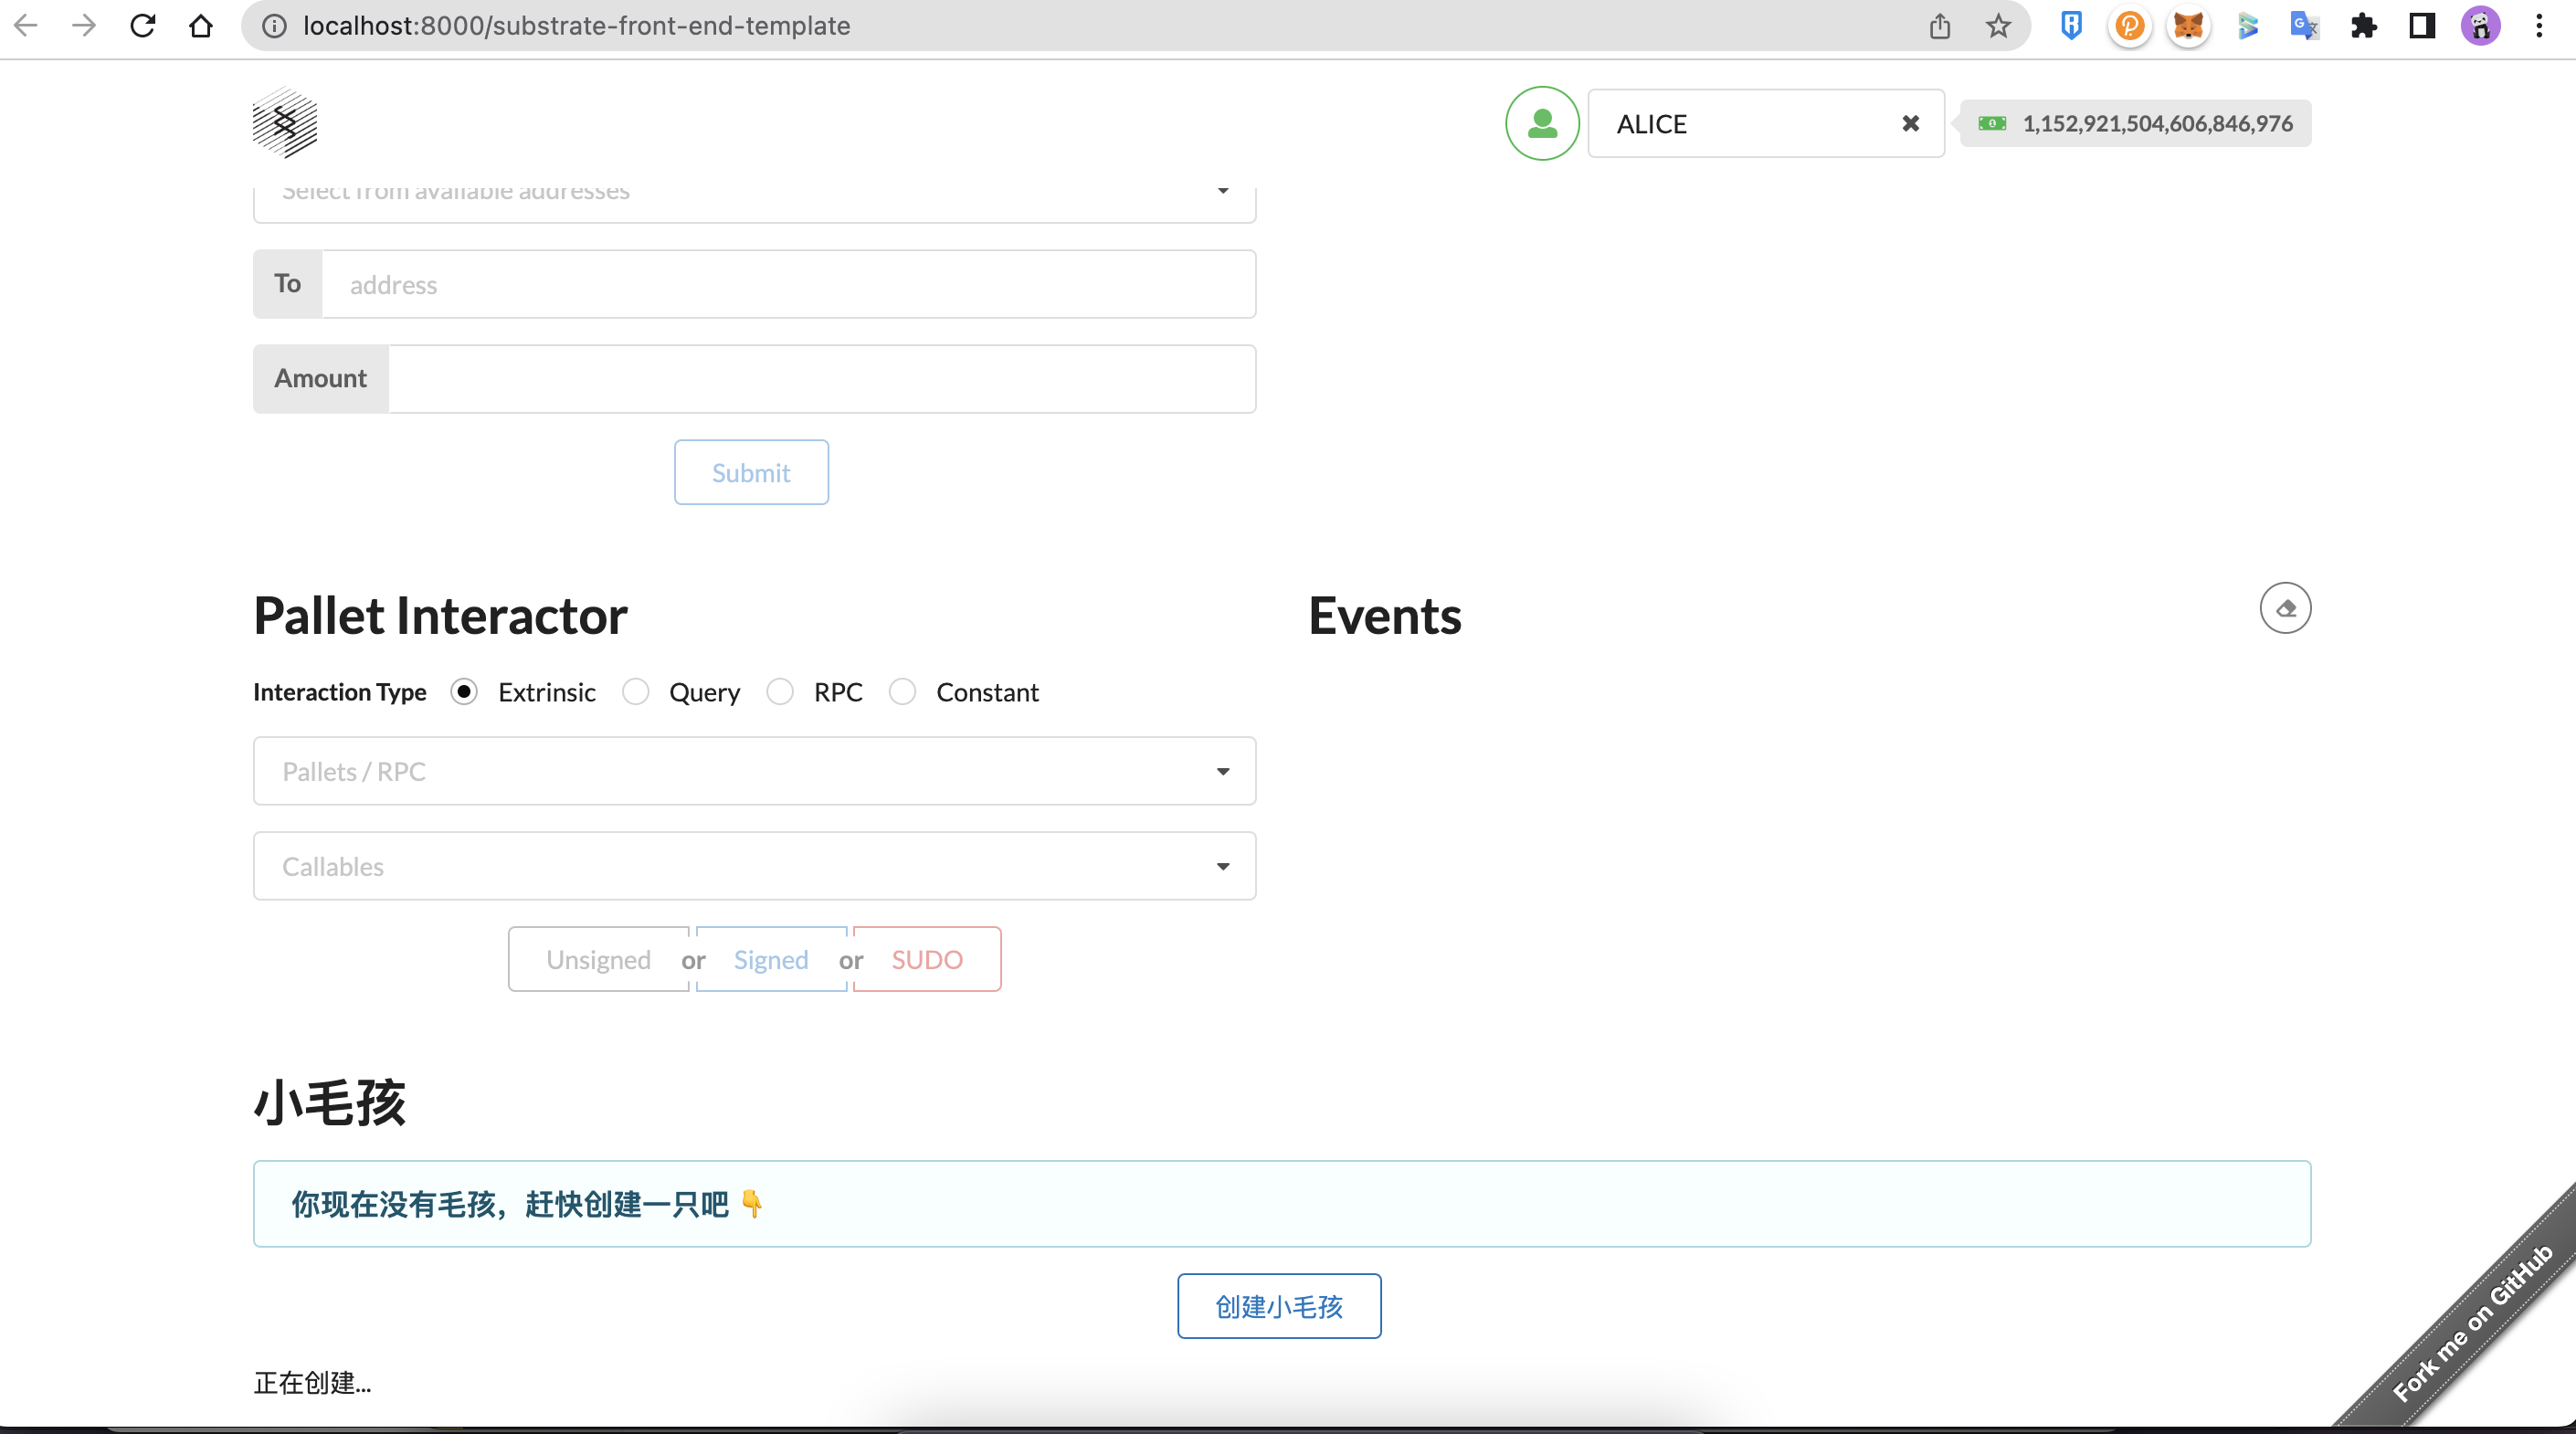 localhost:8000/substrate-front-end-template
ALICE
1,152,921,504,606,846,976
Select from available addresses
To
address
Amount
Submit
Pallet Interactor
Events
Interaction Type
Extrinsic
Query
RPC
Constant
Pallets / RPC
Callables
Unsigned or Signed or SUDO
小毛孩
你现在没有毛孩，赶快创建一只吧 👇
创建小毛孩
正在创建...
Fork me on GitHub